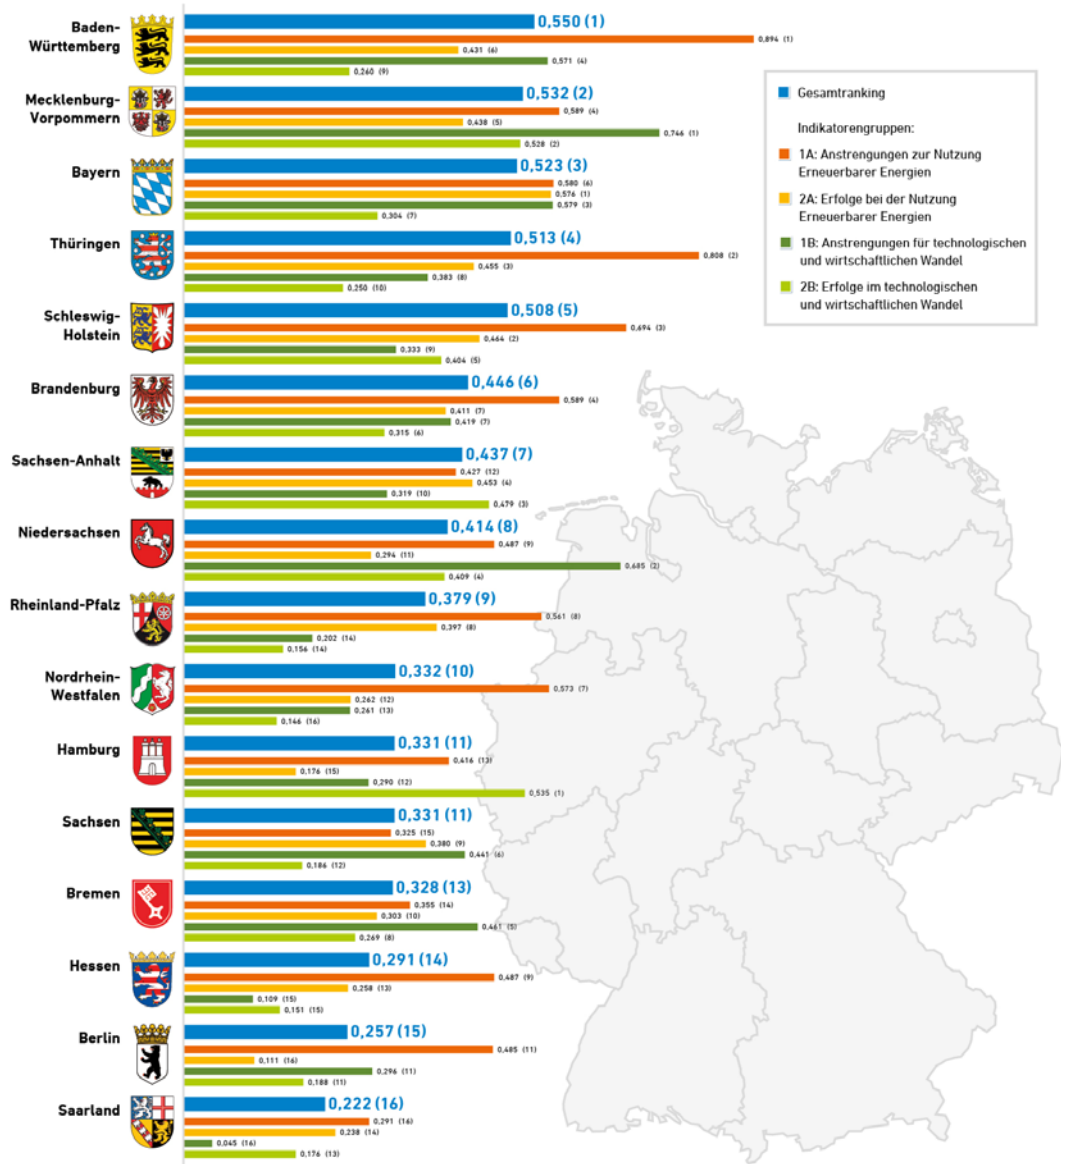 Baden-
Württemberg
0,550 (1)
0,894 (1)
0,431 (6)
0,571 (4)
0,260 (9)
Mecklenburg-
Vorpommern
0,532 (2)
0,589 (4)
0,438 (5)
0,746 (1)
0,528 (2)
Bayern
0,523 (3)
0,580 (6)
0,576 (1)
0,579 (3)
0,304 (7)
Thüringen
0,513 (4)
0,808 (2)
0,455 (3)
0,383 (8)
0,250 (10)
Schleswig-
Holstein
0,508 (5)
0,694 (3)
0,464 (2)
0,333 (9)
0,404 (5)
Brandenburg
0,446 (6)
0,589 (4)
0,411 (7)
0,419 (7)
0,315 (6)
Sachsen-Anhalt
0,437 (7)
0,427 (12)
0,453 (4)
0,319 (10)
0,479 (3)
Niedersachsen
0,414 (8)
0,487 (9)
0,294 (11)
0,685 (2)
0,409 (4)
Rheinland-Pfalz
0,379 (9)
0,561 (8)
0,397 (8)
0,202 (14)
0,156 (14)
Nordrhein-
Westfalen
0,332 (10)
0,573 (7)
0,262 (12)
0,261 (13)
0,146 (16)
Hamburg
0,331 (11)
0,416 (13)
0,176 (15)
0,290 (12)
0,535 (1)
Sachsen
0,331 (11)
0,325 (15)
0,380 (9)
0,441 (6)
0,186 (12)
Bremen
0,328 (13)
0,355 (14)
0,303 (10)
0,461 (5)
0,269 (8)
Hessen
0,291 (14)
0,487 (9)
0,258 (13)
0,109 (15)
0,151 (15)
Berlin
0,257 (15)
0,485 (11)
0,111 (16)
0,296 (11)
0,188 (11)
Saarland
0,222 (16)
0,291 (16)
0,238 (14)
0,045 (16)
0,176 (13)
Gesamtranking
Indikatorengruppen:
1A: Anstrengungen zur Nutzung
Erneuerbarer Energien
2A: Erfolge bei der Nutzung
Erneuerbarer Energien
1B: Anstrengungen für technologischen
und wirtschaftlichen Wandel
2B: Erfolge im technologischen
und wirtschaftlichen Wandel